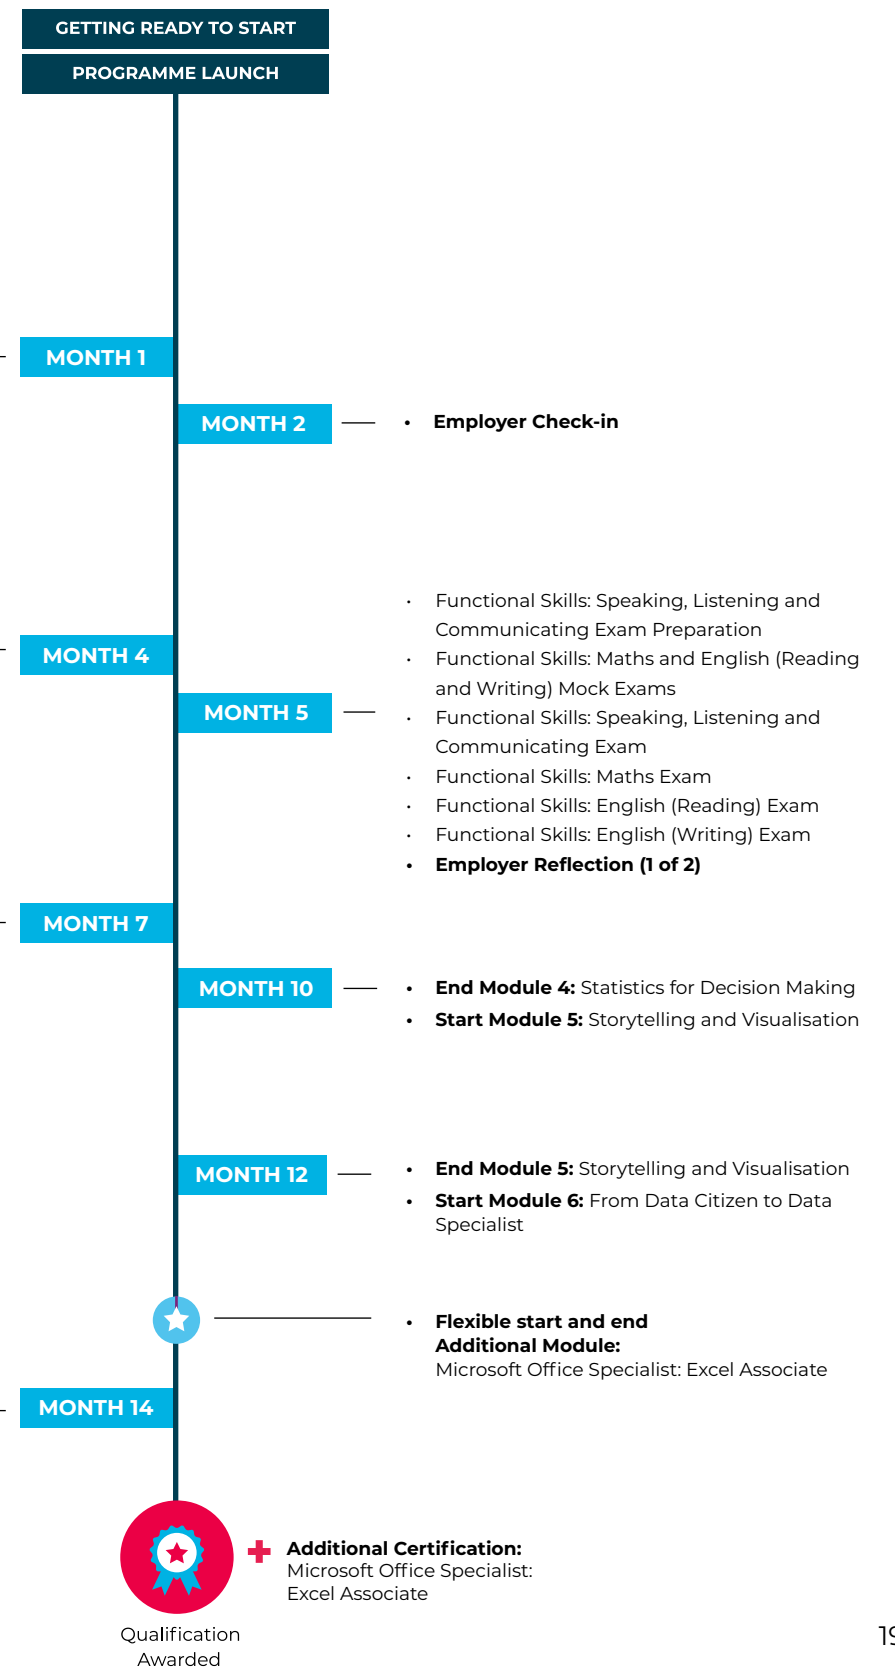 GETTING READY TO START
PROGRAMME LAUNCH
MONTH 1
MONTH 2
• Employer Check-in
MONTH 4
MONTH 5
• Functional Skills: Speaking, Listening and
Communicating Exam Preparation
• Functional Skills: Maths and English (Reading
and Writing) Mock Exams
• Functional Skills: Speaking, Listening and
Communicating Exam
• Functional Skills: Maths Exam
• Functional Skills: English (Reading) Exam
• Functional Skills: English (Writing) Exam
• Employer Reflection (1 of 2)
MONTH 7
MONTH 10
• End Module 4: Statistics for Decision Making
• Start Module 5: Storytelling and Visualisation
MONTH 12
• End Module 5: Storytelling and Visualisation
• Start Module 6: From Data Citizen to Data
Specialist
• Flexible start and end
Additional Module:
Microsoft Office Specialist: Excel Associate
MONTH 14
Additional Certification:
Microsoft Office Specialist:
Excel Associate
Qualification
Awarded
19